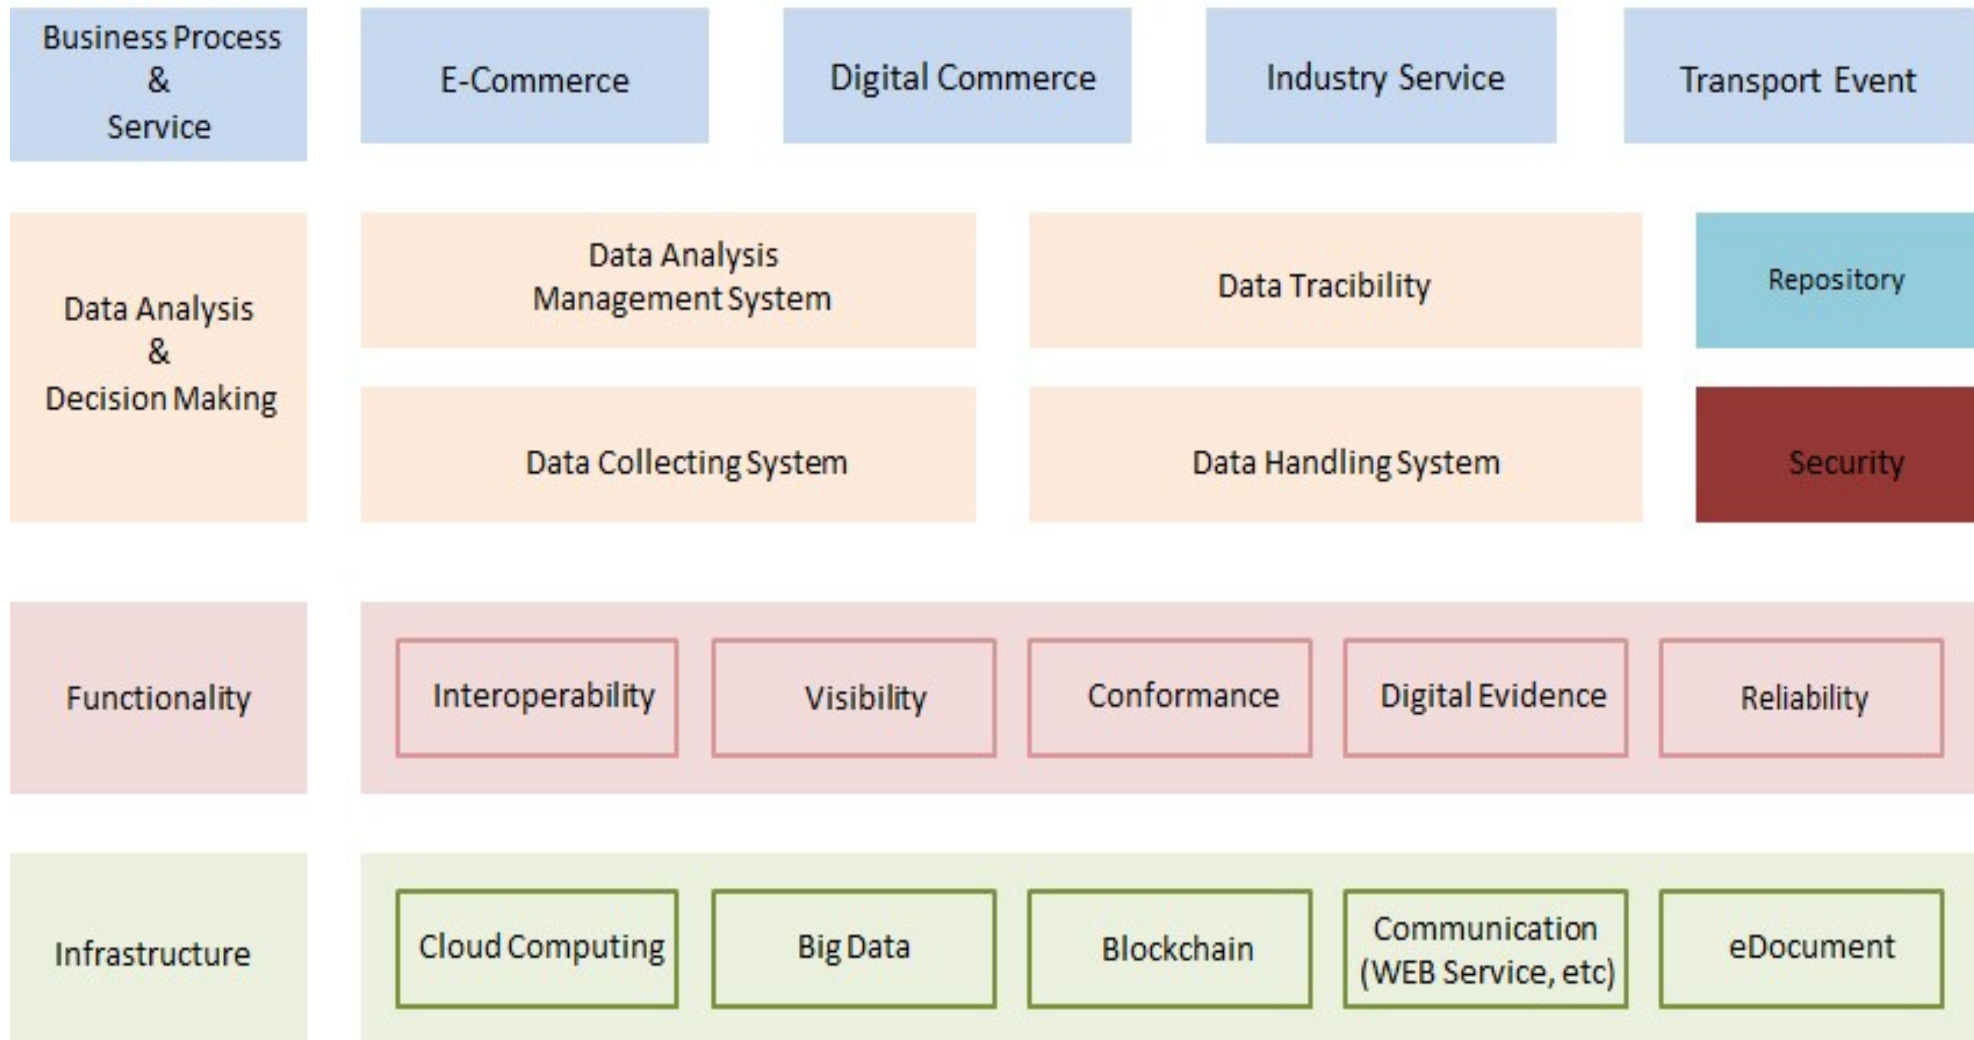 Business Process
&
Service
E-Commerce
Digital Commerce
Industry Service
Transport Event
Data Analysis
&
Decision Making
Data Analysis
Management System
Data Tracibility
Repository
Data Collecting System
Data Handling System
Security
Functionality
Interoperability
Visibility
Conformance
Digital Evidence
Reliability
Infrastructure
Cloud Computing
Big Data
Blockchain
Communication
(WEB Service, etc)
eDocument